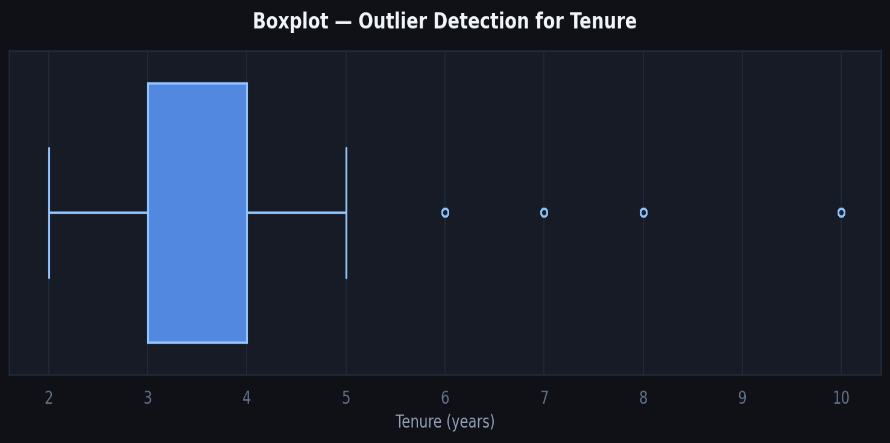 Boxplot — Outlier Detection for Tenure
2 3 4 5 6 7 8 9 10
Tenure (years)